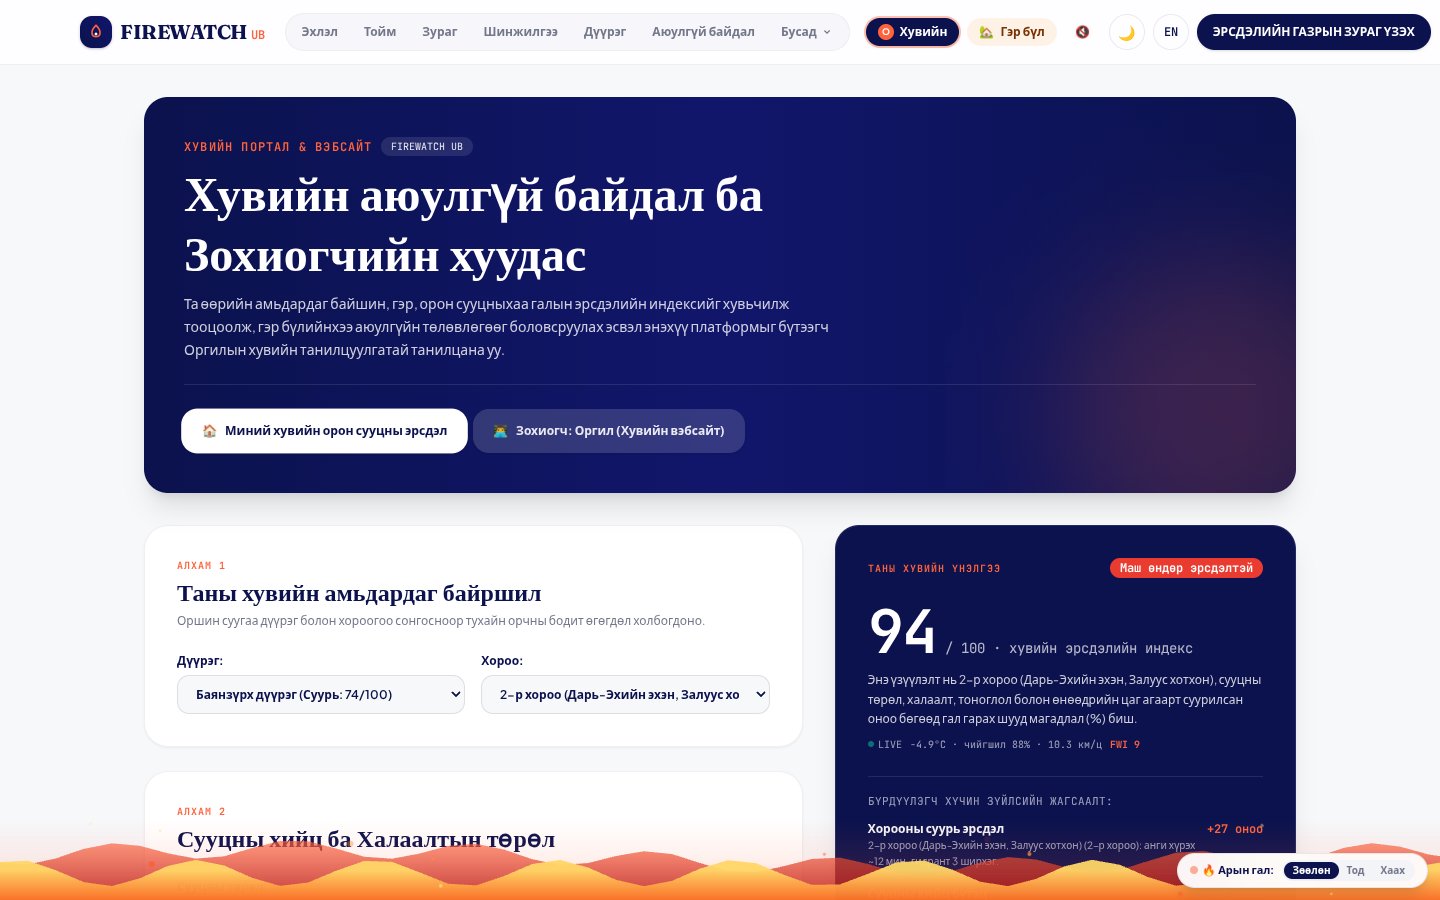 FIREWATCH UB
Эхлэл Тойм Зураг Шинжилгээ Дүүрэг Аюулгүй байдал Бусад
Хувийн
Гэр бүл
EN
ЭРСДЭЛИЙН ГАЗРЫН ЗУРАГ ҮЗЭХ
ХУВИЙН ПОРТАЛ & ВЭБСАЙТ FIREWATCH UB
Хувийн аюулгүй байдал ба
Зохиогчийн хуудас
Та өөрийн амьдардаг байшин, гэр, орон сууцныхаа галын эрсдэлийн индексийг хувьчилж
тооцоолж, гэр бүлийнхээ аюулгүйн төлөвлөгөөг боловсруулах эсвэл энэхүү платформыг бүтээгч
Оргилын хувийн танилцуулгатай танилцана уу.
Миний хувийн орон сууцны эрсдэл
Зохиогч: Оргил (Хувийн вэбсайт)
АЛХАМ 1
Таны хувийн амьдардаг байршил
Оршин суугаа дүүрэг болон хороогоо сонгосноор тухайн орчны бодит өгөгдөл холбогдоно.
Дүүрэг: Хороо:
Баянзүрх дүүрэг (Суурь: 74/100) 2-р хороо (Дарь-Эхийн эхэн, Залуус хо
АЛХАМ 2
Сууцны хийц ба Халаалтын төрөл
ТАНЫ ХУВИЙН ҮНЭЛГЭЭ Маш өндөр эрсдэлтэй
94 / 100 · хувийн эрсдэлийн индекс
Энэ үзүүлэлт нь 2-р хороо (Дарь-Эхийн эхэн, Залуус хотхон), сууцны
төрөл, халаалт, тоноглол болон өнөөдрийн цаг агаарт суурилсан
оноо бөгөөд гал гарах шууд магадлал (%) биш.
LIVE -4.9°C · чийгшил 88% · 10.3 км/ц FWI 9
БҮРДҮҮЛЭГЧ ХҮЧИН ЗҮЙЛСИЙН ЖАГСААЛТ:
Хорооны суурь эрсдэл +27 оноо
2-р хороо (Дарь-Эхийн эхэн, Залуус хотхон) (2-р хороо): анги хүрэх
~12 мин, гидрант 3 ширхэг.
Арын гал: Зөөлөн Тод Хаах